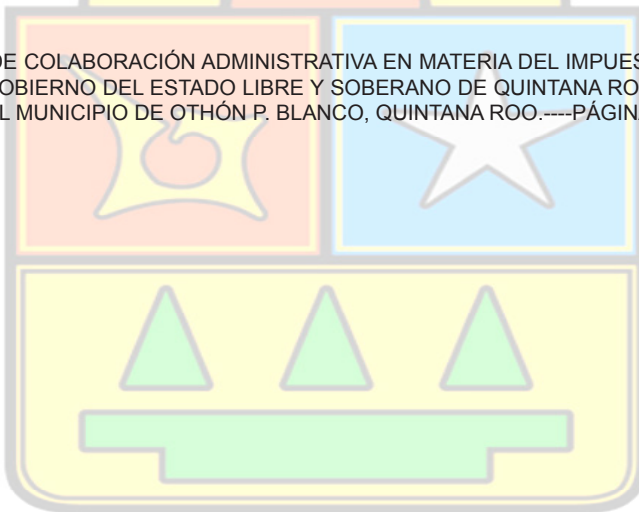 DE COLABORACIÓN ADMINISTRATIVA EN MATERIA DEL IMPUES
OBIERNO DEL ESTADO LIBRE Y SOBERANO DE QUINTANA RO
L MUNICIPIO DE OTHÓN P. BLANCO, QUINTANA ROO.----PÁGINA